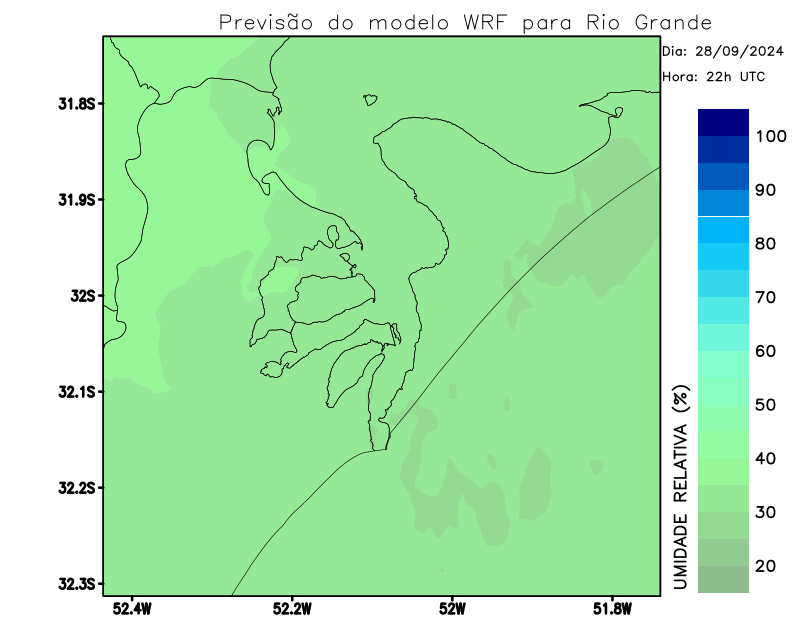 Previsão do modelo WRF para Rio Grande
Dia: 28/09/2024
Hora: 22h UTC
31.8S
31.9S
32S
32.1S
32.2S
32.3S
52.4W
52.2W
52W
51.8W
100
90
80
70
60
50
40
30
20
UMIDADE RELATIVA (%)